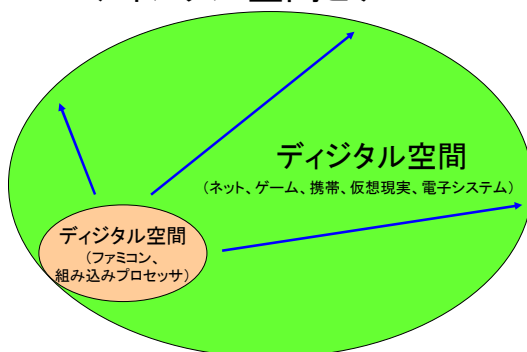 ディジタル空間
（ネット、ゲーム、携帯、仮想現実、電子システム）
ディジタル空間
（ファミコン、
組み込みプロセッサ）